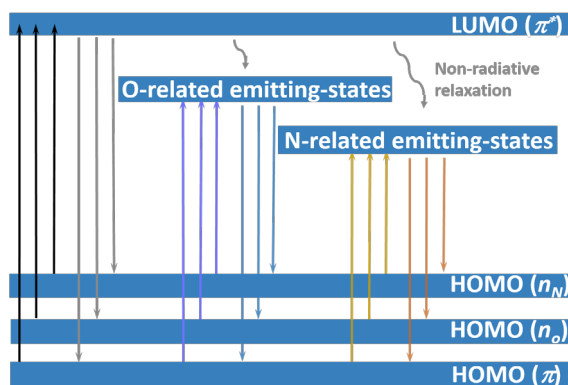 LUMO (π*)
Non-radiative
relaxation
O-related emitting-states
N-related emitting-states
HOMO (nN)
HOMO (no)
HOMO (π)